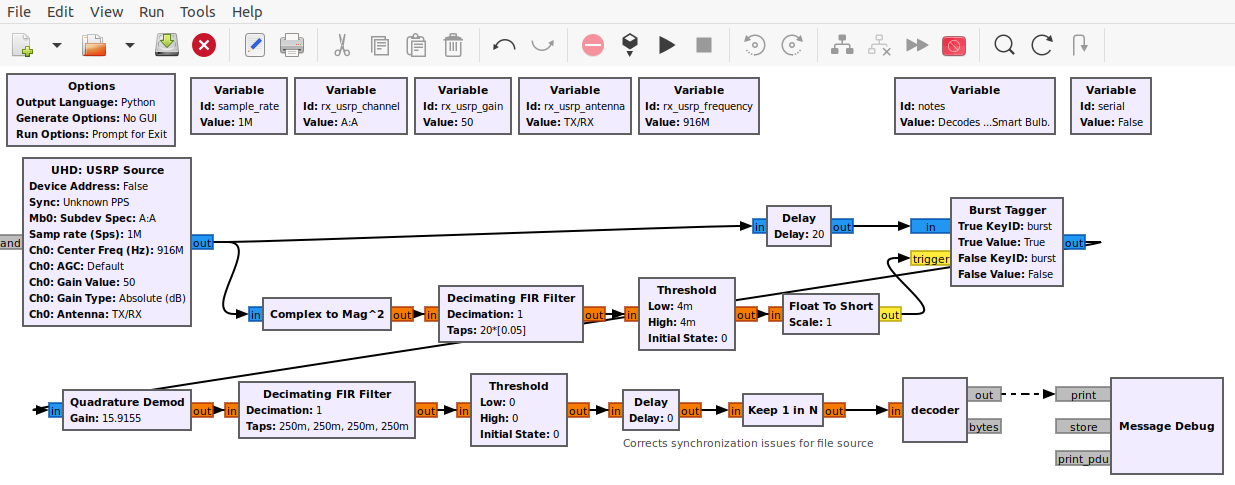 File Edit View Run Tools Help
Options
Output Language: Python
Generate Options: No GUI
Run Options: Prompt for Exit
Variable
Id: sample_rate
Value: 1M
Variable
Id: rx_usrp_channel
Value: A:A
Variable
Id: rx_usrp_gain
Value: 50
Variable
Id: rx_usrp_antenna
Value: TX/RX
Variable
Id: rx_usrp_frequency
Value: 916M
Variable
Id: notes
Value: Decodes ...Smart Bulb.
Variable
Id: serial
Value: False
and
UHD: USRP Source
Device Address: False
Sync: Unknown PPS
Mb0: Subdev Spec: A:A
Samp rate (Sps): 1M
Ch0: Center Freq (Hz): 916M
Ch0: AGC: Default
Ch0: Gain Value: 50
Ch0: Gain Type: Absolute (dB)
Ch0: Antenna: TX/RX
out
in
Delay
Delay: 20
out
in
trigger
Burst Tagger
True KeyID: burst
True Value: True
False KeyID: burst
False Value: False
out
in
Complex to Mag^2
out
in
Decimating FIR Filter
Decimation: 1
Taps: 20*[0.05]
out
in
Threshold
Low: 4m
High: 4m
Initial State: 0
out
in
Float To Short
Scale: 1
out
in
Quadrature Demod
Gain: 15.9155
out
in
Decimating FIR Filter
Decimation: 1
Taps: 250m, 250m, 250m, 250m
out
in
Threshold
Low: 0
High: 0
Initial State: 0
out
in
Delay
Delay: 0
out
Corrects synchronization issues for file source
in
Keep 1 in N
out
in
decoder
out
bytes
print
store
print_pdu
Message Debug